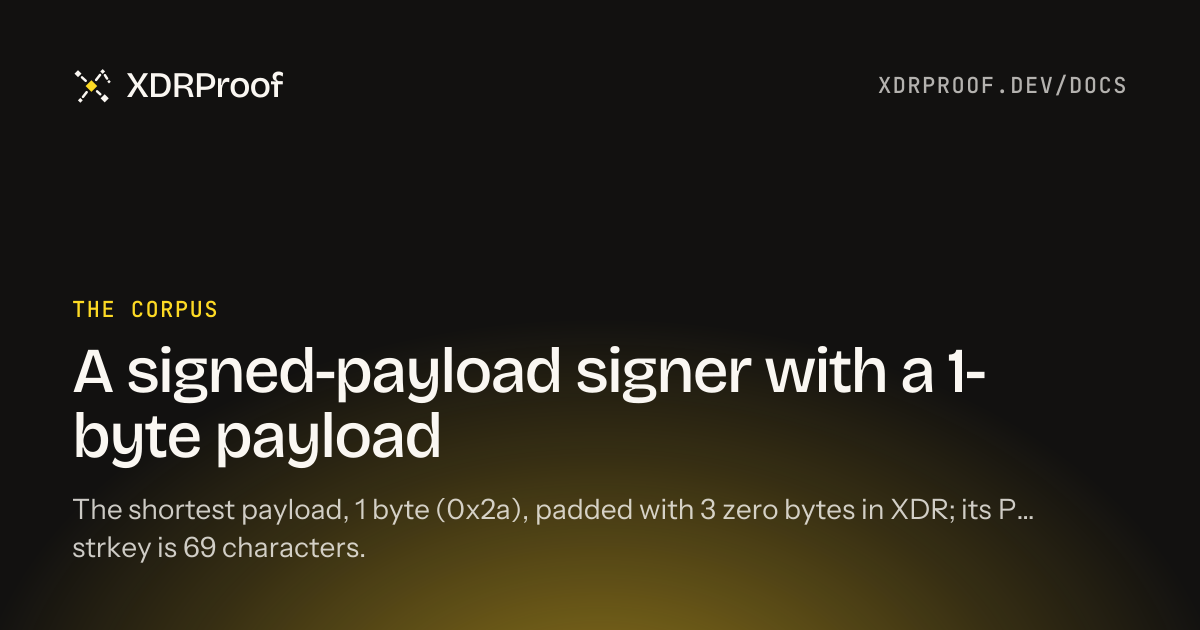 XDRProof
XDRPROOF.DEV/DOCS
THE CORPUS
A signed-payload signer with a 1-
byte payload
The shortest payload, 1 byte (0x2a), padded with 3 zero bytes in XDR; its P…
strkey is 69 characters.